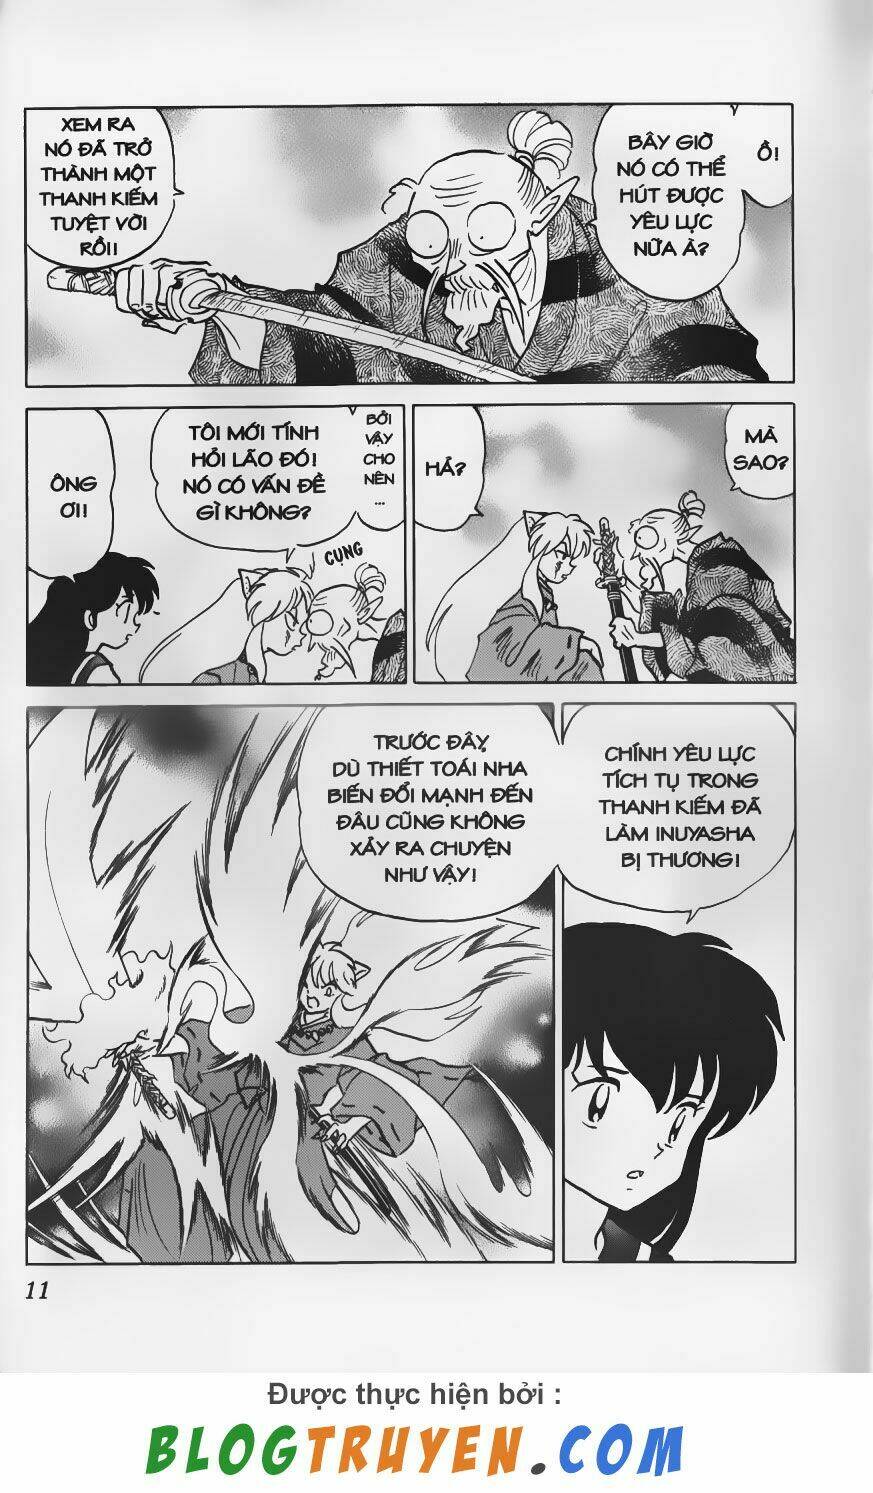 Ồ!
BÂY GIỜ
NÓ CÓ THỂ
HÚT ĐƯỢC
YÊU LỰC
NỮA À?
XEM RA
NÓ ĐÃ TRỞ
THÀNH MỘT
THANH KIẾM
TUYỆT VỜI
RỒI!
MÀ
SAO?
HẢ?
BỞI
VẬY
CHO
NÊN
...
TÔI MỚI TÍNH
HỎI LÃO ĐÓ!
NÓ CÓ VẤN ĐỀ
GÌ KHÔNG?
CỤNG
ÔNG
ƠI!
CHÍNH YÊU LỰC
TÍCH TỤ TRONG
THANH KIẾM ĐÃ
LÀM INUYASHA
BỊ THƯƠNG!
TRƯỚC ĐÂY,
DÙ THIẾT TOÁI NHA
BIẾN ĐỔI MẠNH ĐẾN
ĐÂU CŨNG KHÔNG
XẢY RA CHUYỆN
NHƯ VẬY!
11
Được thực hiện bởi :
BLOGTRUYEN.COM